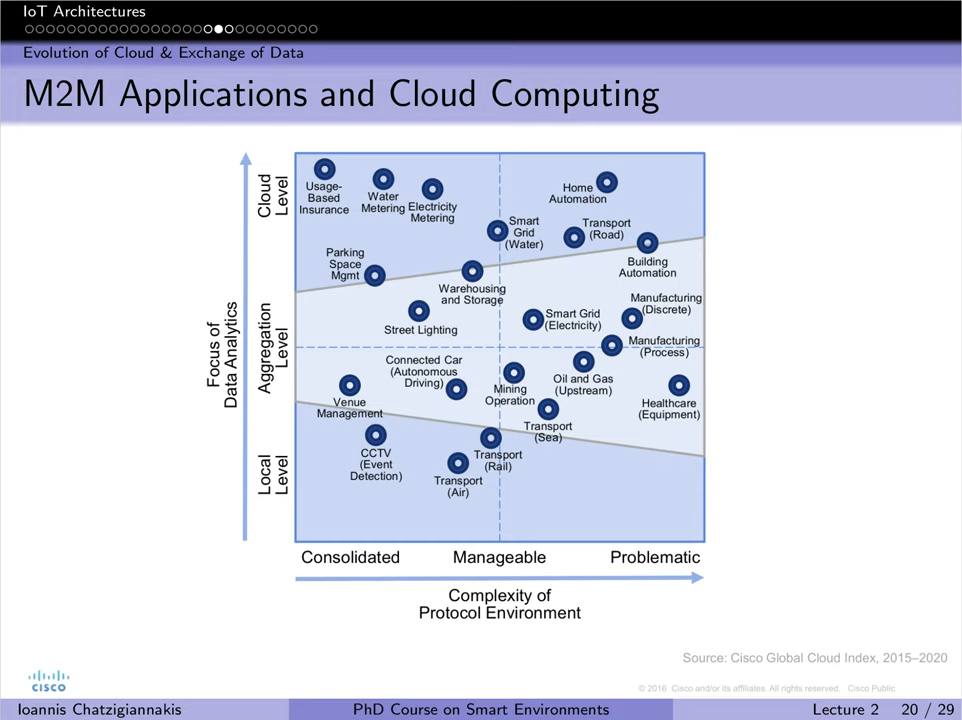 IoT Architectures
Evolution of Cloud & Exchange of Data
M2M Applications and Cloud Computing
Focus of
Data Analytics
Cloud
Level
Aggregation
Level
Local
Level
Usage-
Based
Insurance
Water
Metering
Electricity
Metering
Home
Automation
Smart
Grid
(Water)
Transport
(Road)
Building
Automation
Parking
Space
Mgmt
Warehousing
and Storage
Street Lighting
Smart Grid
(Electricity)
Manufacturing
(Discrete)
Manufacturing
(Process)
Connected Car
(Autonomous
Driving)
Mining
Operation
Oil and Gas
(Upstream)
Healthcare
(Equipment)
Venue
Management
Transport
(Sea)
CCTV
(Event
Detection)
Transport
(Rail)
Transport
(Air)
Consolidated
Manageable
Problematic
Complexity of
Protocol Environment
Source: Cisco Global Cloud Index, 2015–2020
CISCO
© 2016 Cisco and/or its affiliates. All rights reserved. Cisco Public
Ioannis Chatzigiannakis
PhD Course on Smart Environments
Lecture 2
20 / 29